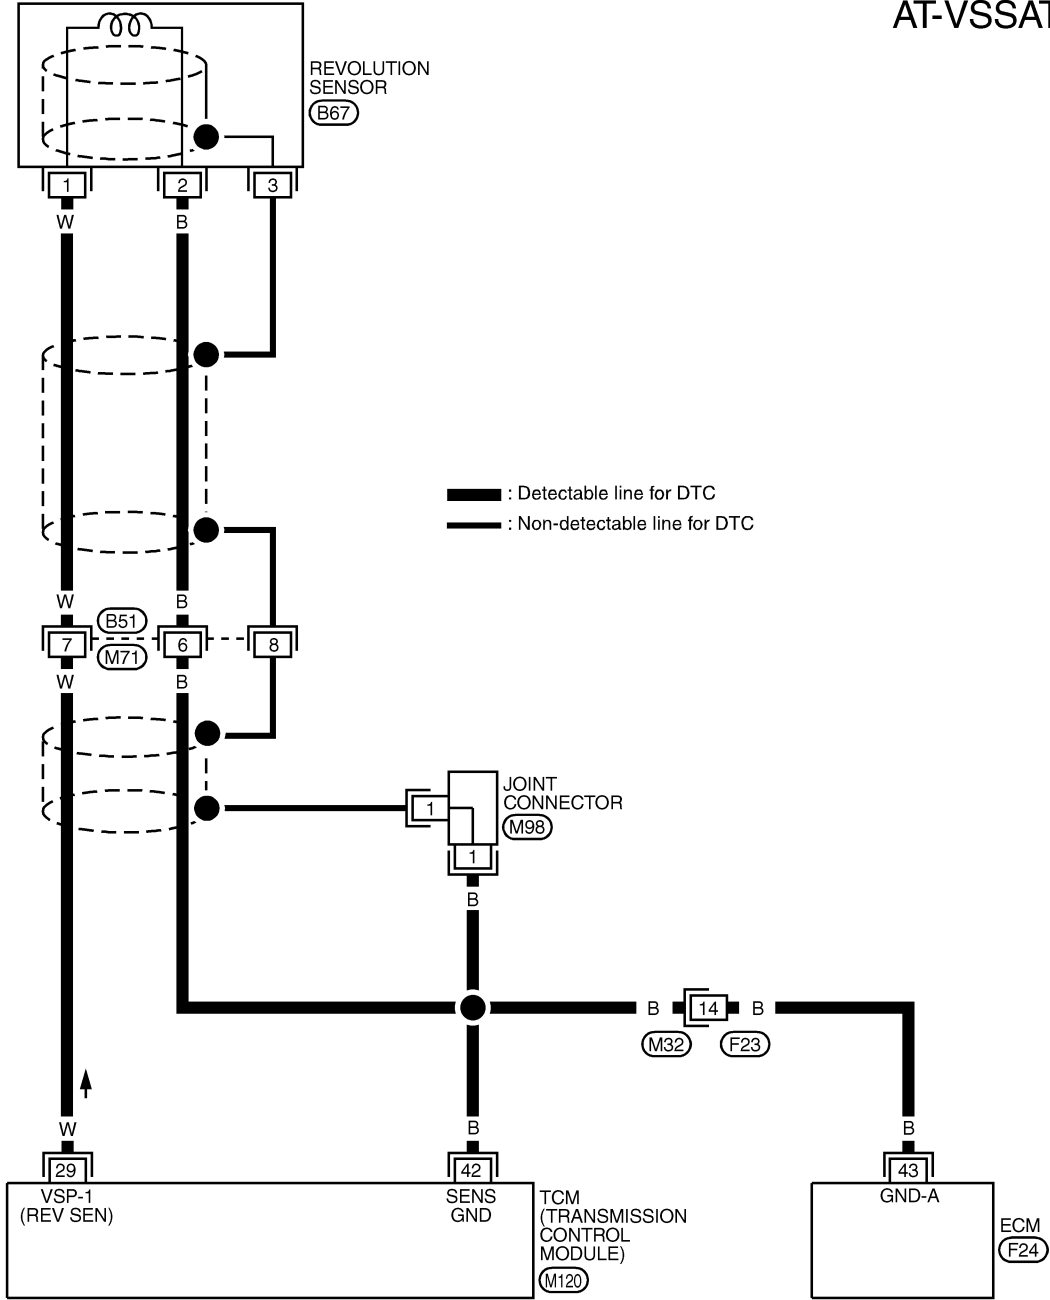 AT-VSSAT
REVOLUTION
SENSOR
B67
1
2
3
W
B
: Detectable line for DTC
: Non-detectable line for DTC
W
B
B51
7
6
8
M71
W
B
JOINT
CONNECTOR
M98
1
1
B
B
14
B
M32
F23
W
B
B
29
42
43
VSP-1
(REV SEN)
SENS
GND
TCM
(TRANSMISSION
CONTROL
MODULE)
M120
GND-A
ECM
F24